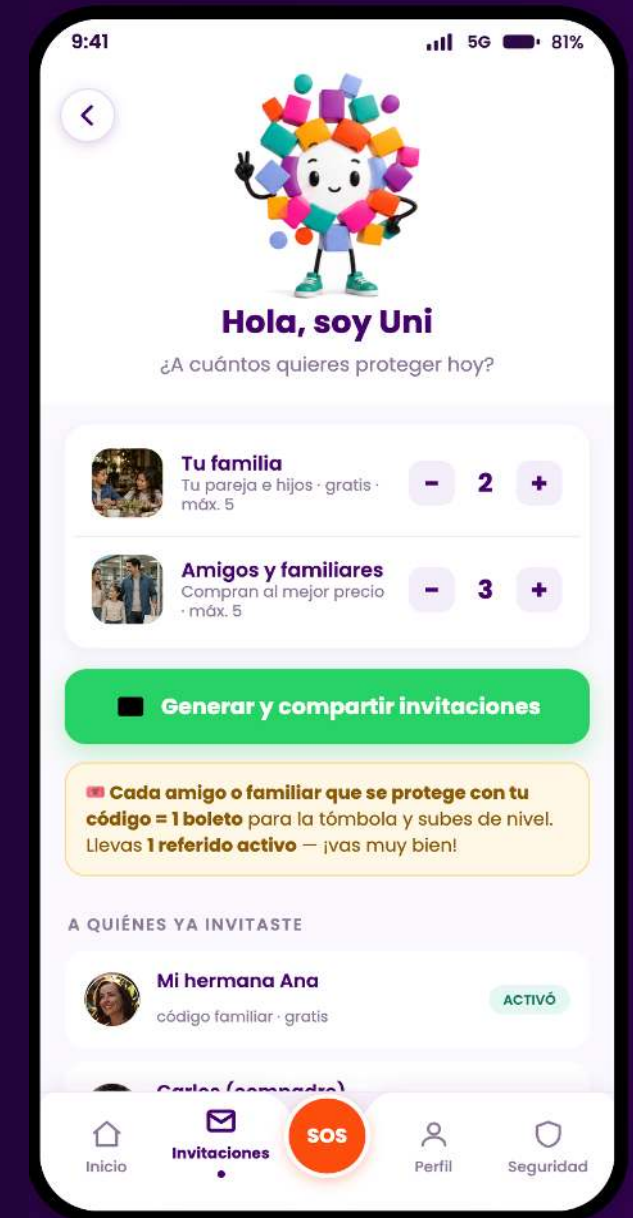 9:41
5G 81%
Hola, soy Uni
¿A cuántos quieres proteger hoy?
Tu familia
Tu pareja e hijos · gratis ·
máx. 5
− 2 +
Amigos y familiares
Compran al mejor precio
· máx. 5
− 3 +
Generar y compartir invitaciones
Cada amigo o familiar que se protege con tu
código = 1 boleto para la tómbola y subes de nivel.
Llevas 1 referido activo — ¡vas muy bien!
A QUIÉNES YA INVITASTE
Mi hermana Ana
código familiar · gratis
ACTIVÓ
Carlos (compadre)
Inicio
Invitaciones
SOS
Perfil
Seguridad